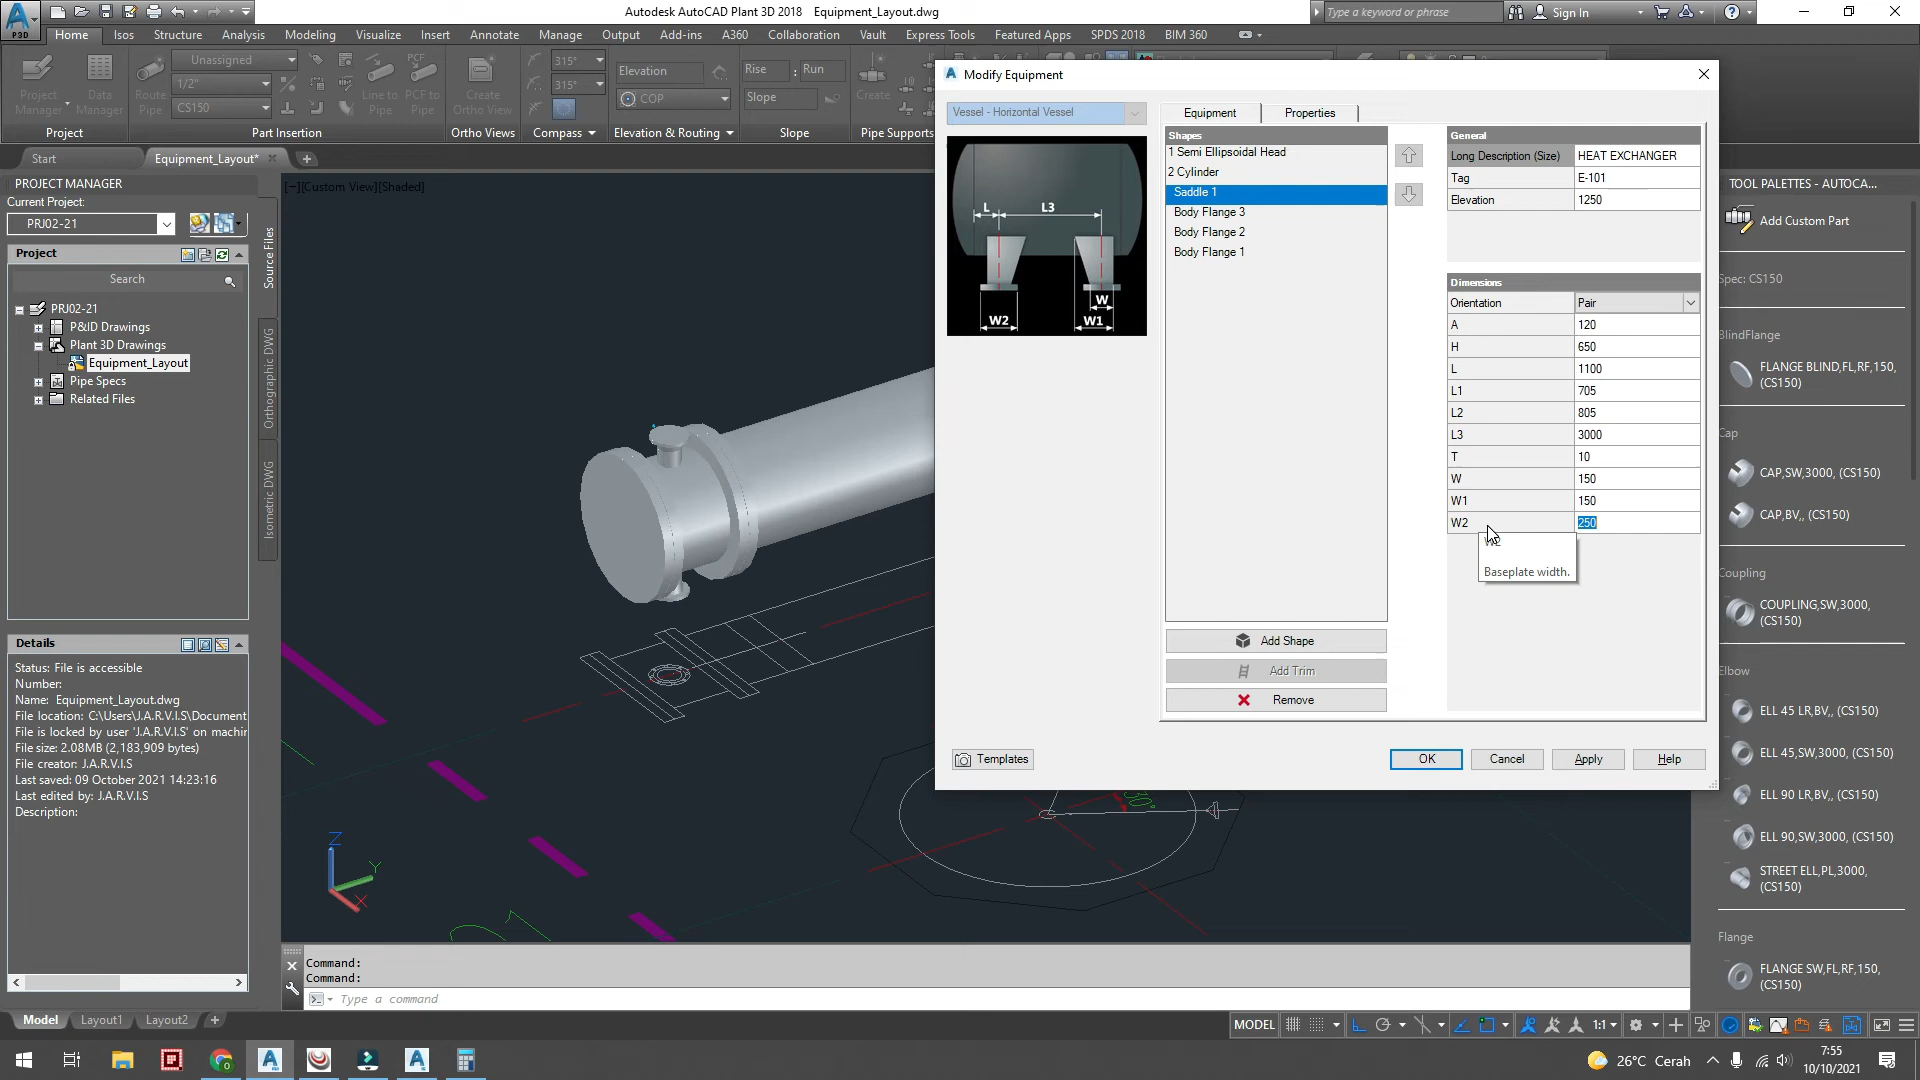 Autodesk AutoCAD Plant 3D 2018 Equipment_Layout.dwg
Type a keyword or phrase
Sign In
P3D
Home Isos Structure Analysis Modeling Visualize Insert Annotate Manage Output Add-ins A360 Collaboration Vault Express Tools Featured Apps SPDS 2018 BIM 360
Project Manager
Data Manager
Route Pipe
Unassigned
1/2"
CS150
Line to Pipe
PCF to Pipe
Create Ortho View
315°
315°
Elevation
COP
Rise : Run
Slope
Create
Project
Part Insertion
Ortho Views
Compass
Elevation & Routing
Slope
Pipe Supports
Start
Equipment_Layout*
PROJECT MANAGER
Current Project:
PRJ02-21
Project
Search
PRJ02-21
P&ID Drawings
Plant 3D Drawings
Equipment_Layout
Pipe Specs
Related Files
Source Files
Orthographic DWG
Isometric DWG
Details
Status: File is accessible
Number:
Name: Equipment_Layout.dwg
File location: C:\Users\J.A.R.V.I.S\Document
File is locked by user 'J.A.R.V.I.S' on machin
File size: 2.08MB (2,183,909 bytes)
File creator: J.A.R.V.I.S
Last saved: 09 October 2021 14:23:16
Last edited by: J.A.R.V.I.S
Description:
[−][Custom View][Shaded]
Z
Y
X
Modify Equipment
Vessel - Horizontal Vessel
L L3
W
W2 W1
Equipment
Properties
Shapes
1 Semi Ellipsoidal Head
2 Cylinder
Saddle 1
Body Flange 3
Body Flange 2
Body Flange 1
Add Shape
Add Trim
Remove
General
Long Description (Size) HEAT EXCHANGER
Tag E-101
Elevation 1250
Dimensions
Orientation Pair
A 120
H 650
L 1100
L1 705
L2 805
L3 3000
T 10
W 150
W1 150
W2 250
W2
Baseplate width.
Templates
OK
Cancel
Apply
Help
TOOL PALETTES - AUTOCA...
Add Custom Part
Spec: CS150
BlindFlange
FLANGE BLIND,FL,RF,150,
(CS150)
Cap
CAP,SW,3000, (CS150)
CAP,BV,, (CS150)
Coupling
COUPLING,SW,3000,
(CS150)
Elbow
ELL 45 LR,BV,, (CS150)
ELL 45,SW,3000, (CS150)
ELL 90 LR,BV,, (CS150)
ELL 90,SW,3000, (CS150)
STREET ELL,PL,3000,
(CS150)
Flange
FLANGE SW,FL,RF,150,
(CS150)
Command:
Command:
Type a command
Model Layout1 Layout2
MODEL
1:1
26°C Cerah
7:55
10/10/2021